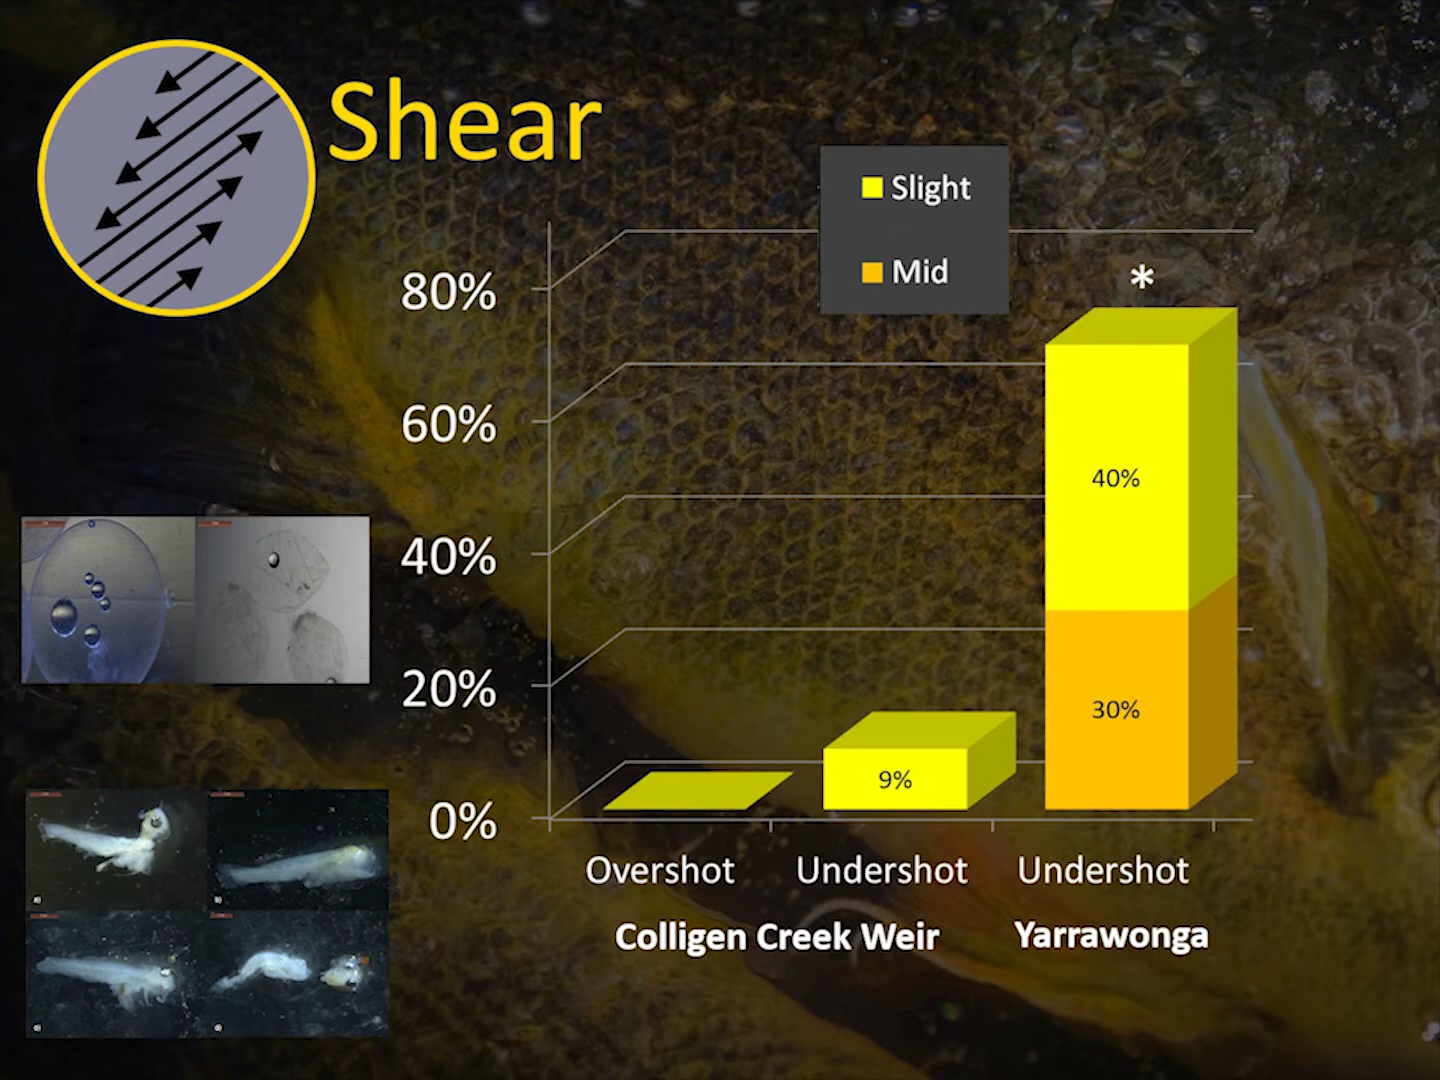 Shear
Slight
Mid
*
80%
60%
40%
20%
0%
40%
30%
9%
Overshot
Undershot
Undershot
Colligen Creek Weir
Yarrawonga